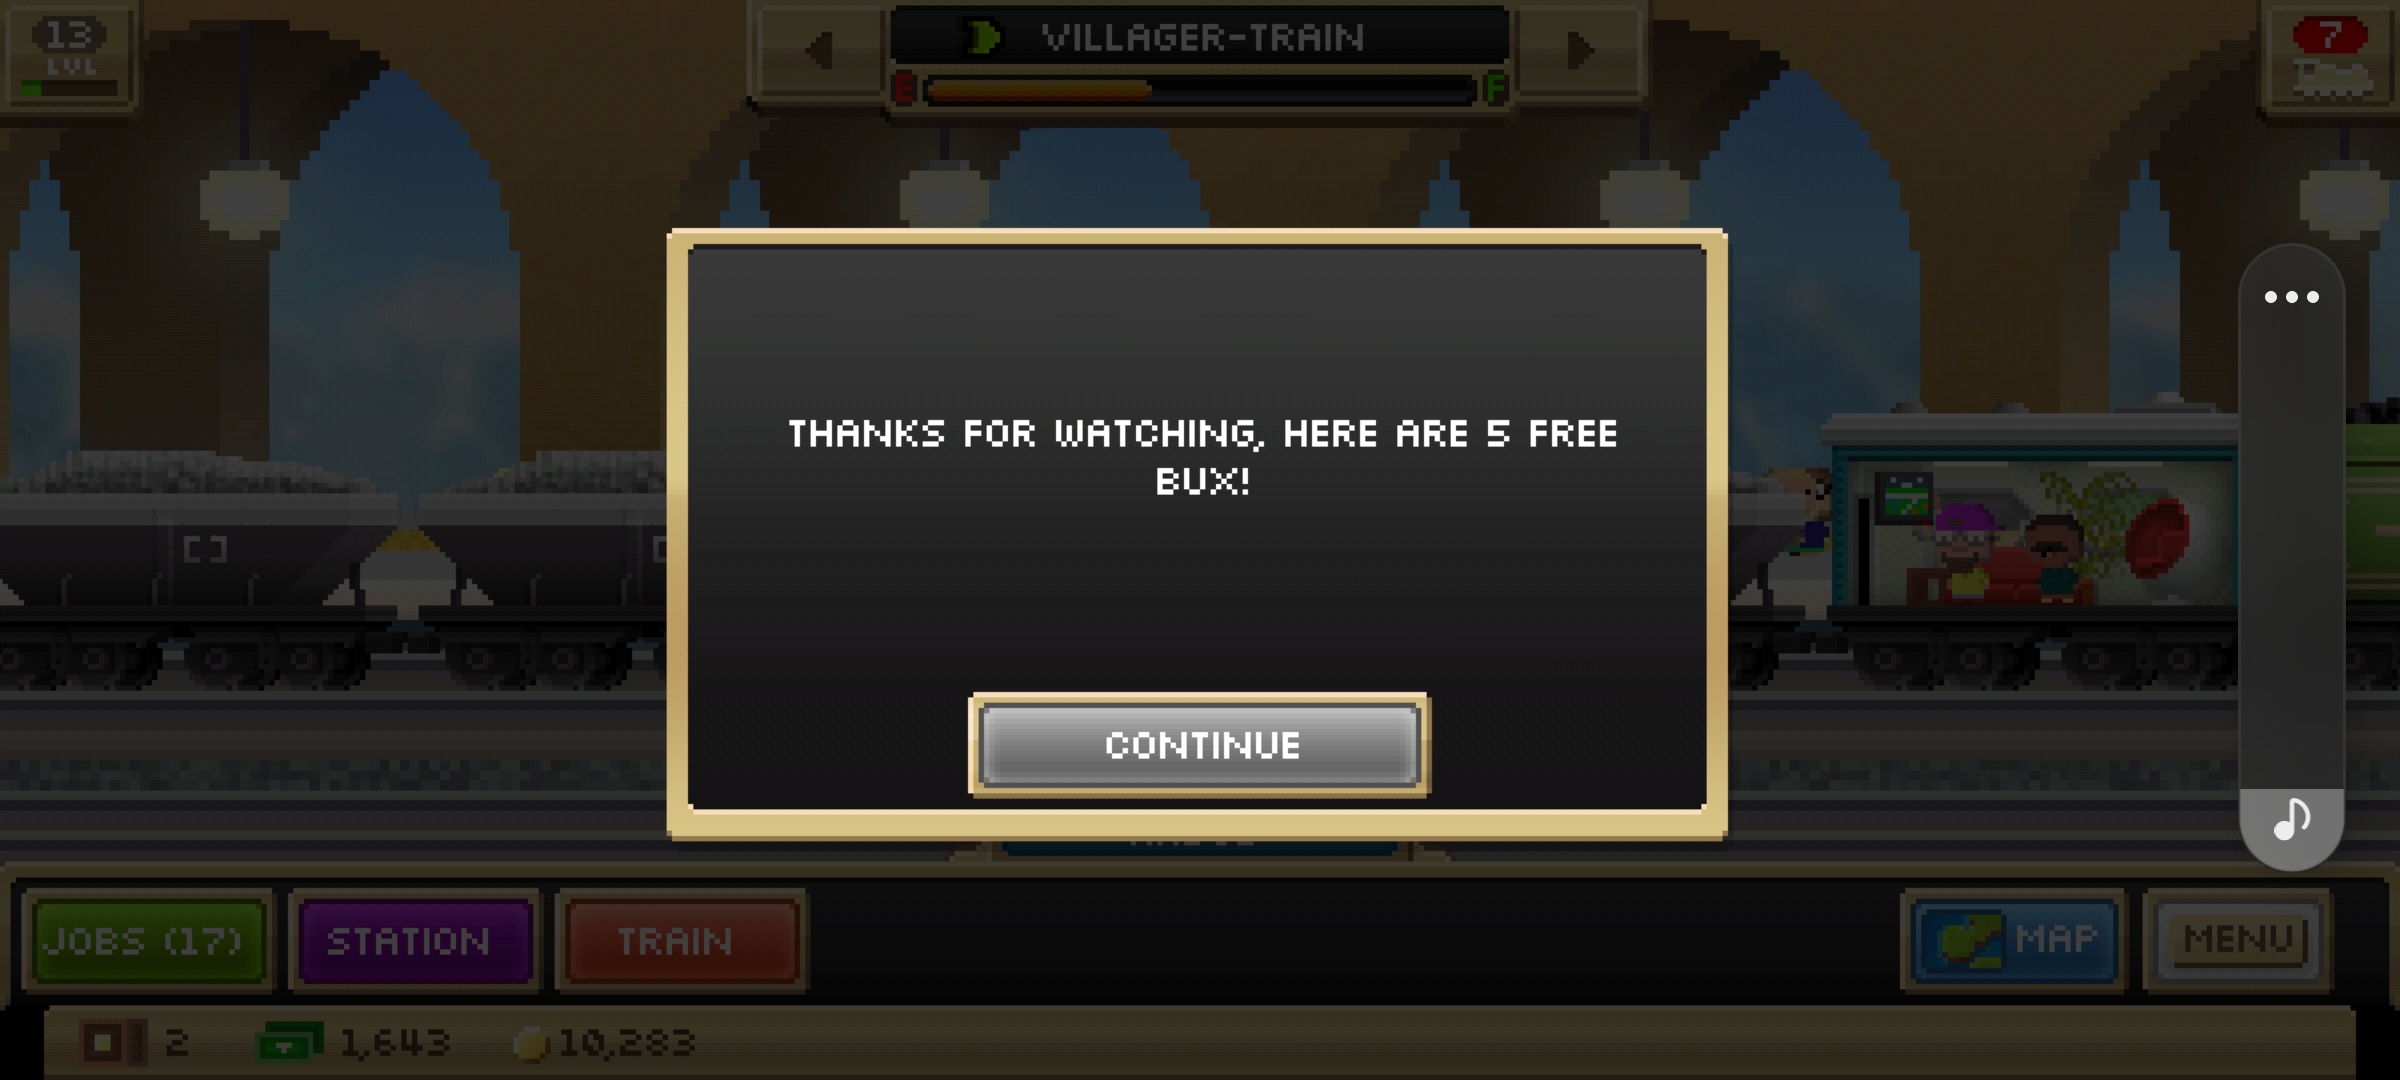 13
LVL
VILLAGER-TRAIN
E
F
7
THANKS FOR WATCHING, HERE ARE 5 FREE
BUX!
CONTINUE
JOBS (17)
STATION
TRAIN
MAP
MENU
2
1,643
10,283